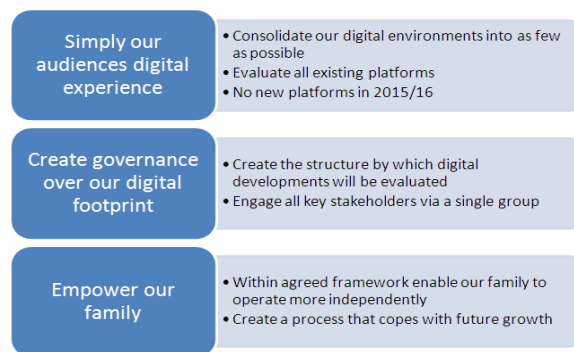 Simply our
audiences digital
experience
• Consolidate our digital environments into as few
as possible
• Evaluate all existing platforms
• No new platforms in 2015/16
Create governance
over our digital
footprint
• Create the structure by which digital
developments will be evaluated
• Engage all key stakeholders via a single group
Empower our
family
• Within agreed framework enable our family to
operate more independently
• Create a process that copes with future growth